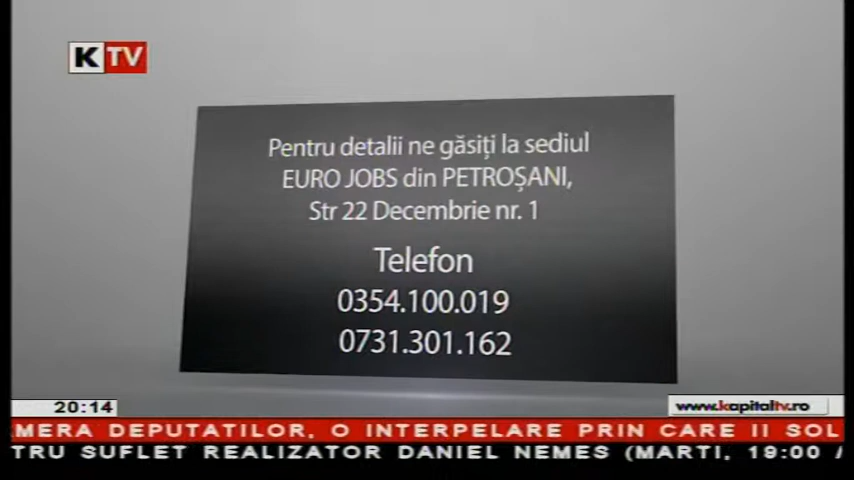 KTV
Pentru detalii ne găsiți la sediul
EURO JOBS din PETROȘANI,
Str 22 Decembrie nr. 1
Telefon
0354.100.019
0731.301.162
20:14
www.kapitaltv.ro
MERA DEPUTATILOR, O INTERPELARE PRIN CARE II SOL
TRU SUFLET REALIZATOR DANIEL NEMES (MARTI, 19:00 /